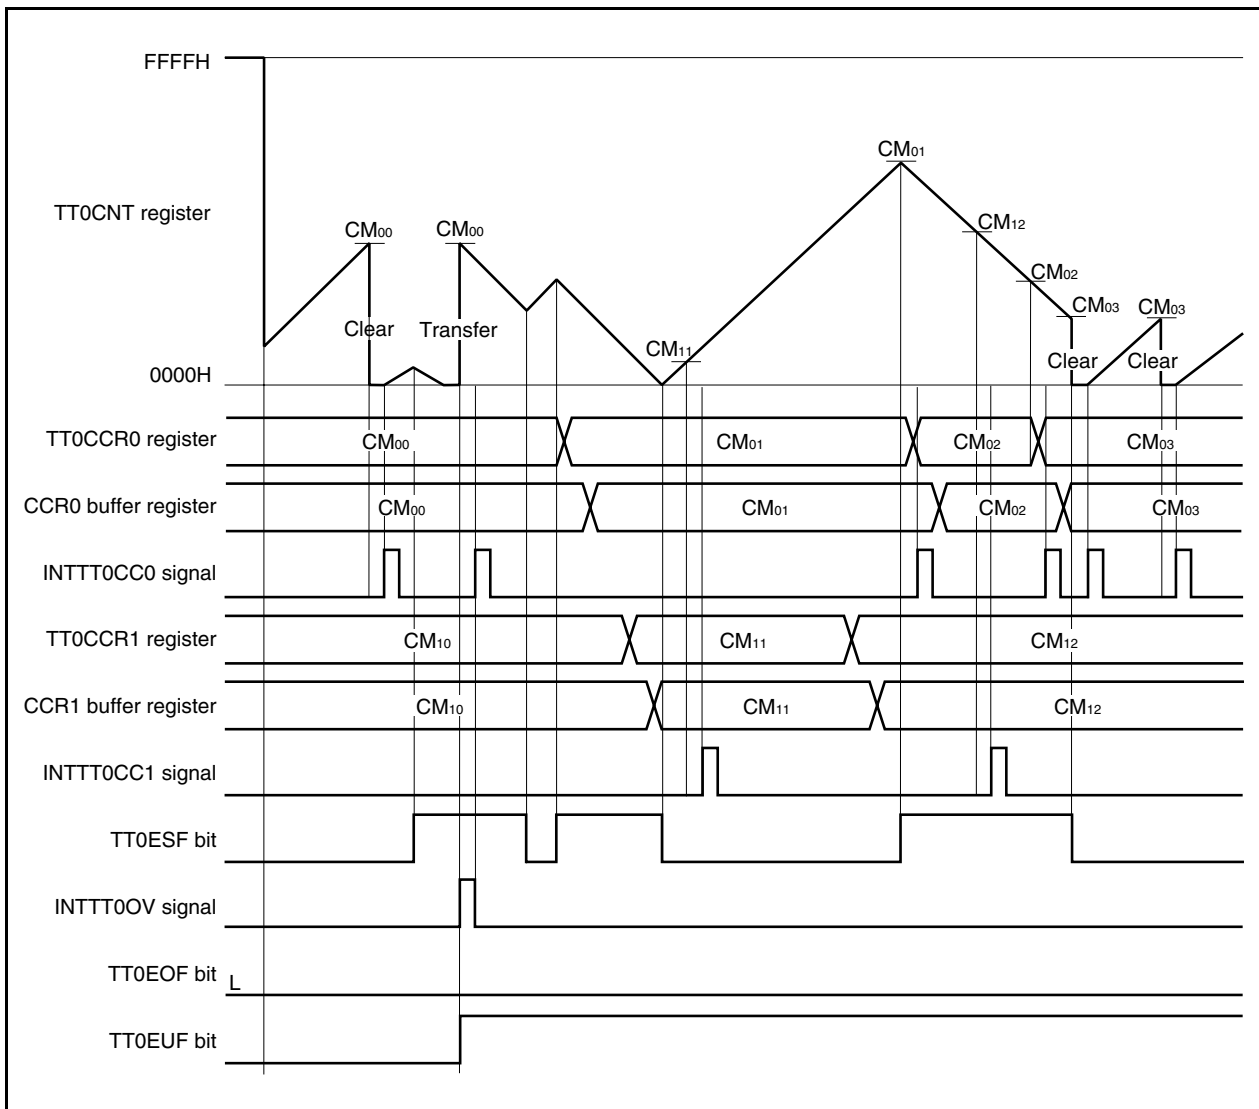 FFFFH
CM01
TT0CNT register
CM00
CM00
CM12
CM02
CM03
CM03
Clear
Transfer
CM11
Clear
Clear
0000H
TT0CCR0 register
CM00
CM01
CM02
CM03
CCR0 buffer register
CM00
CM01
CM02
CM03
INTTT0CC0 signal
TT0CCR1 register
CM10
CM11
CM12
CCR1 buffer register
CM10
CM11
CM12
INTTT0CC1 signal
TT0ESF bit
INTTT0OV signal
TT0EOF bit
L
TT0EUF bit